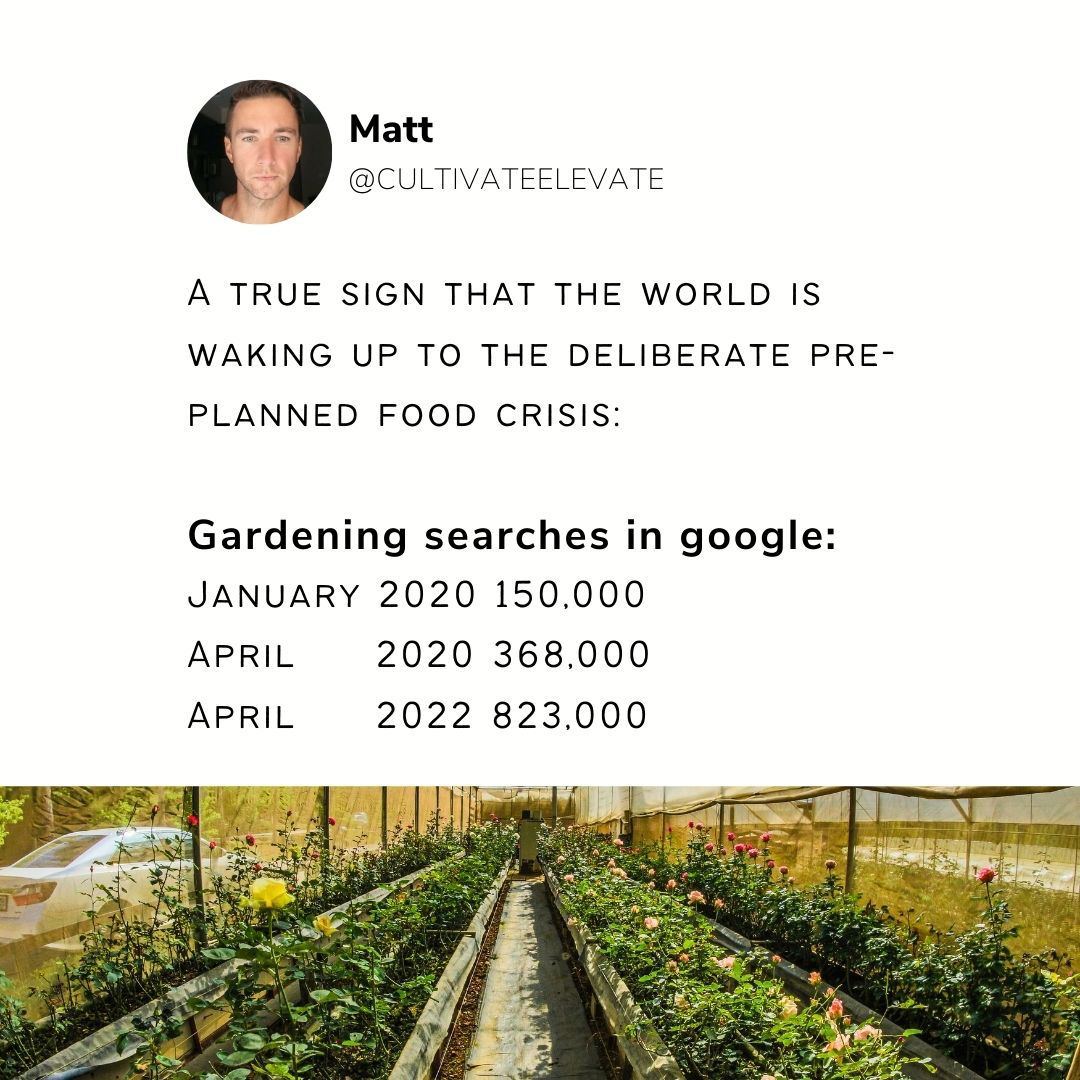 Matt
@CULTIVATEELEVATE
A TRUE SIGN THAT THE WORLD IS
WAKING UP TO THE DELIBERATE PRE-
PLANNED FOOD CRISIS:
Gardening searches in google:
JANUARY 2020 150,000
APRIL 2020 368,000
APRIL 2022 823,000